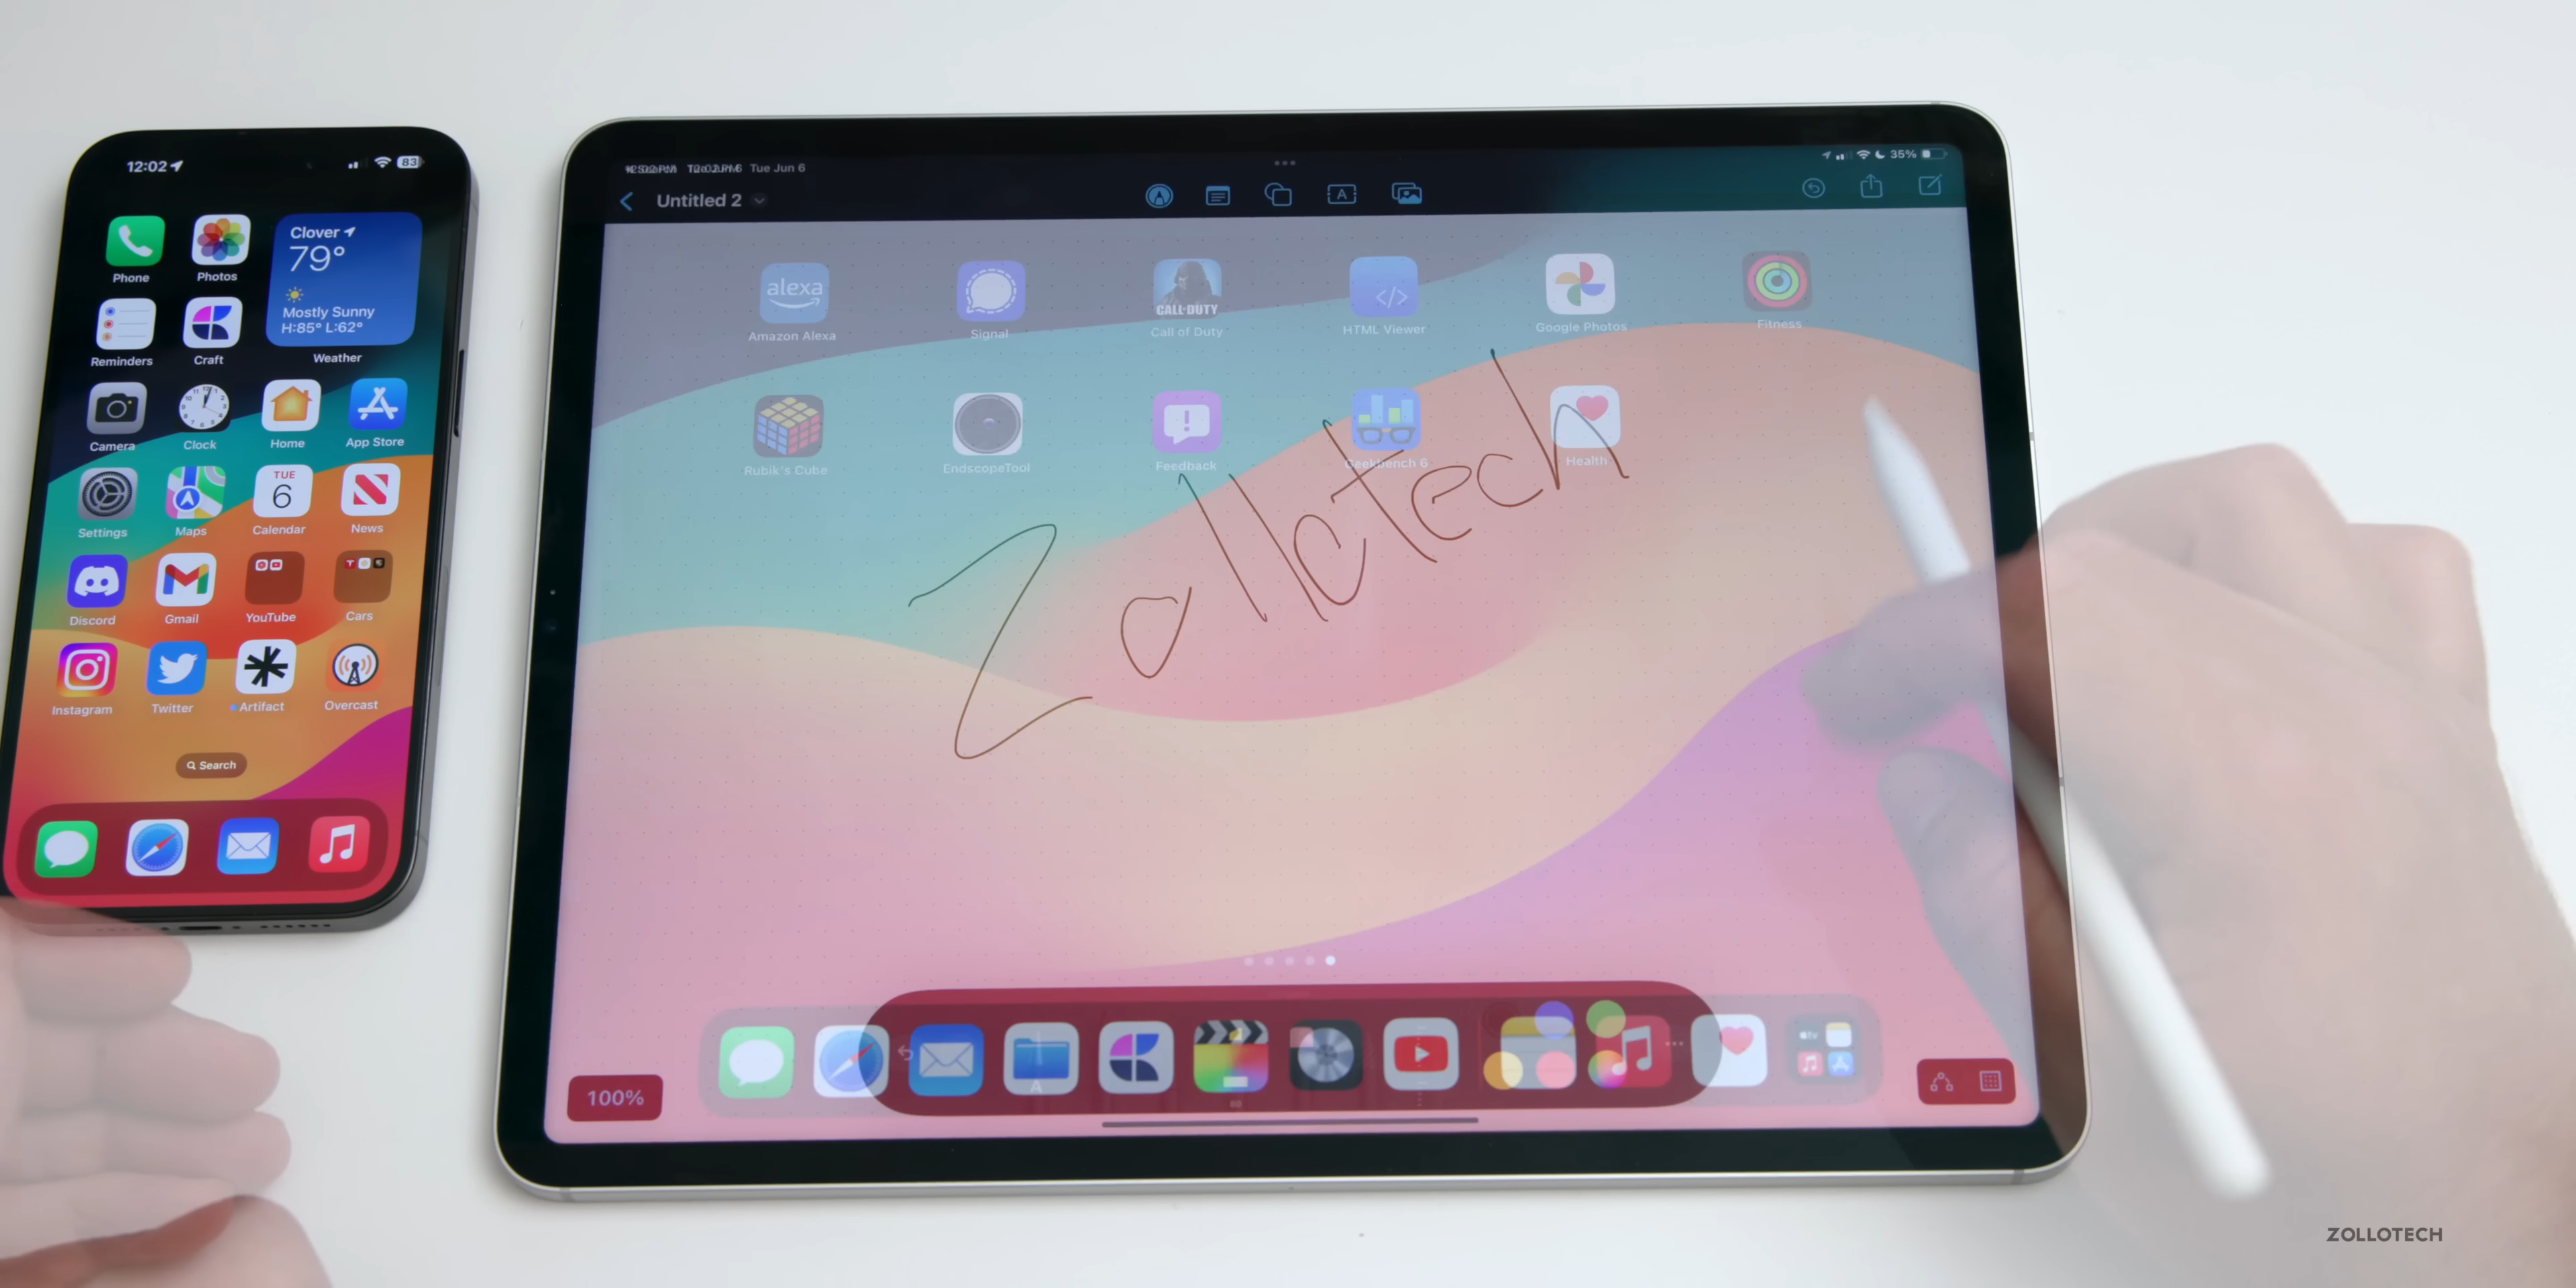 12:02
83
Phone
Photos
Clover
79°
Mostly Sunny
H:85° L:62°
Reminders
Craft
Weather
Camera
Clock
Home
App Store
TUE
6
Settings
Maps
Calendar
News
Discord
Gmail
YouTube
Cars
Instagram
Twitter
Artifact
Overcast
Search
Tue Jun 6
35%
Untitled 2
A
alexa
CALL·DUTY
</>
Amazon Alexa
Signal
Call of Duty
HTML Viewer
Google Photos
Fitness
Rubik's Cube
EndscopeTool
Feedback
Geekbench 6
Health
Zollotech
100%
ZOLLOTECH